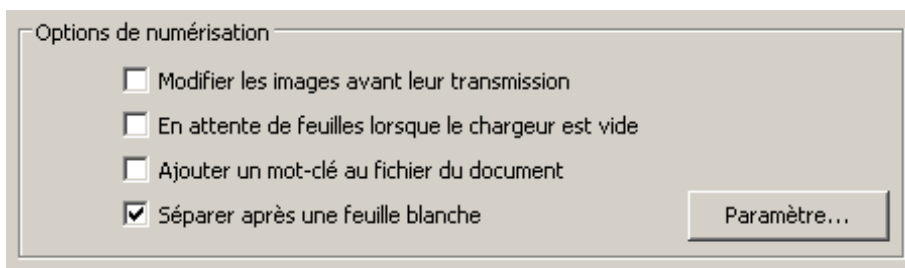 Options de numérisation
Modifier les images avant leur transmission
En attente de feuilles lorsque le chargeur est vide
Ajouter un mot-clé au fichier du document
Séparer après une feuille blanche
Paramètre...